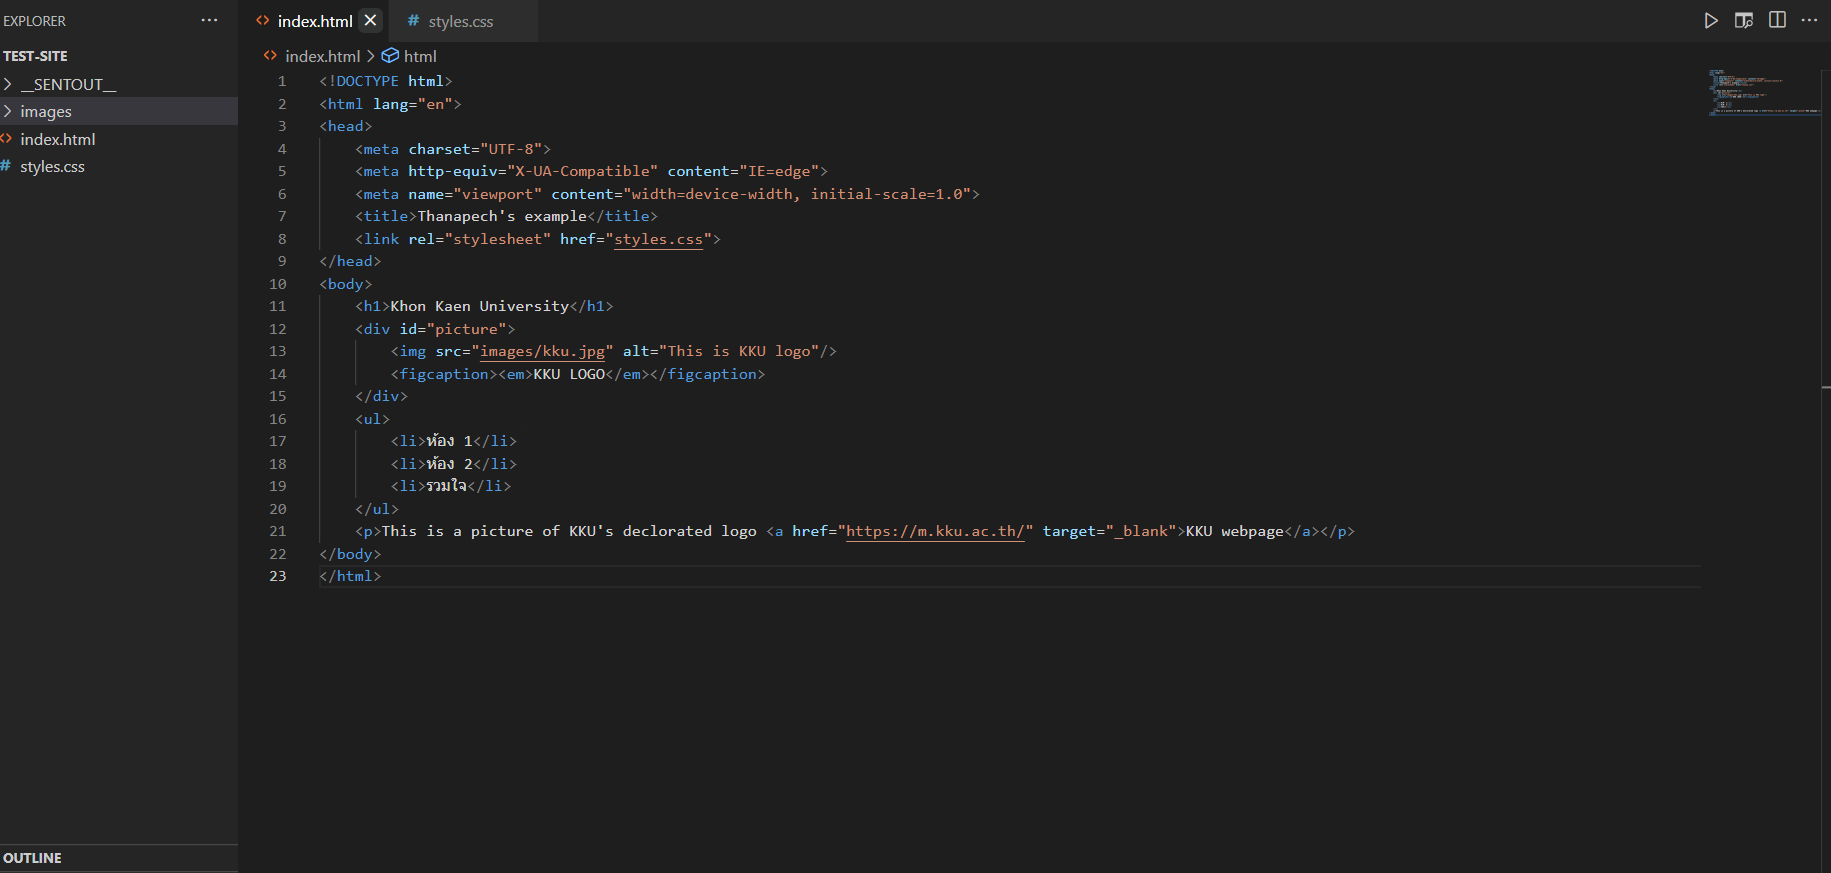 EXPLORER
TEST-SITE
__SENTOUT__
images
index.html
styles.css
OUTLINE
index.html
styles.css
index.html > html
1 <!DOCTYPE html>
2 <html lang="en">
3 <head>
4 <meta charset="UTF-8">
5 <meta http-equiv="X-UA-Compatible" content="IE=edge">
6 <meta name="viewport" content="width=device-width, initial-scale=1.0">
7 <title>Thanapech's example</title>
8 <link rel="stylesheet" href="styles.css">
9 </head>
10 <body>
11 <h1>Khon Kaen University</h1>
12 <div id="picture">
13 <img src="images/kku.jpg" alt="This is KKU logo"/>
14 <figcaption><em>KKU LOGO</em></figcaption>
15 </div>
16 <ul>
17 <li>ห้อง 1</li>
18 <li>ห้อง 2</li>
19 <li>รวมใจ</li>
20 </ul>
21 <p>This is a picture of KKU's declorated logo <a href="https://m.kku.ac.th/" target="_blank">KKU webpage</a></p>
22 </body>
23 </html>